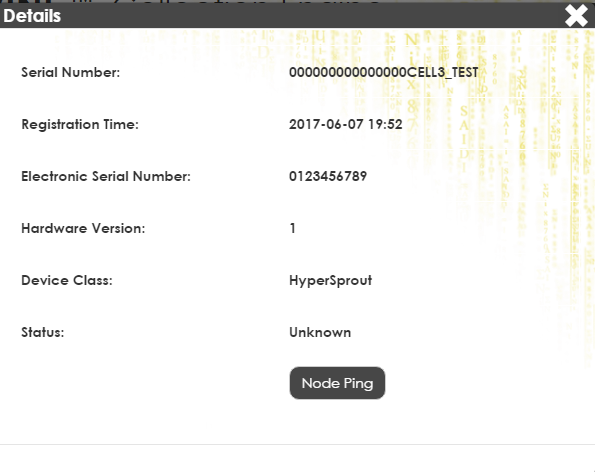 Details
Serial Number: 000000000000000CELL3_TEST
Registration Time: 2017-06-07 19:52
Electronic Serial Number: 0123456789
Hardware Version: 1
Device Class: HyperSprout
Status: Unknown
Node Ping